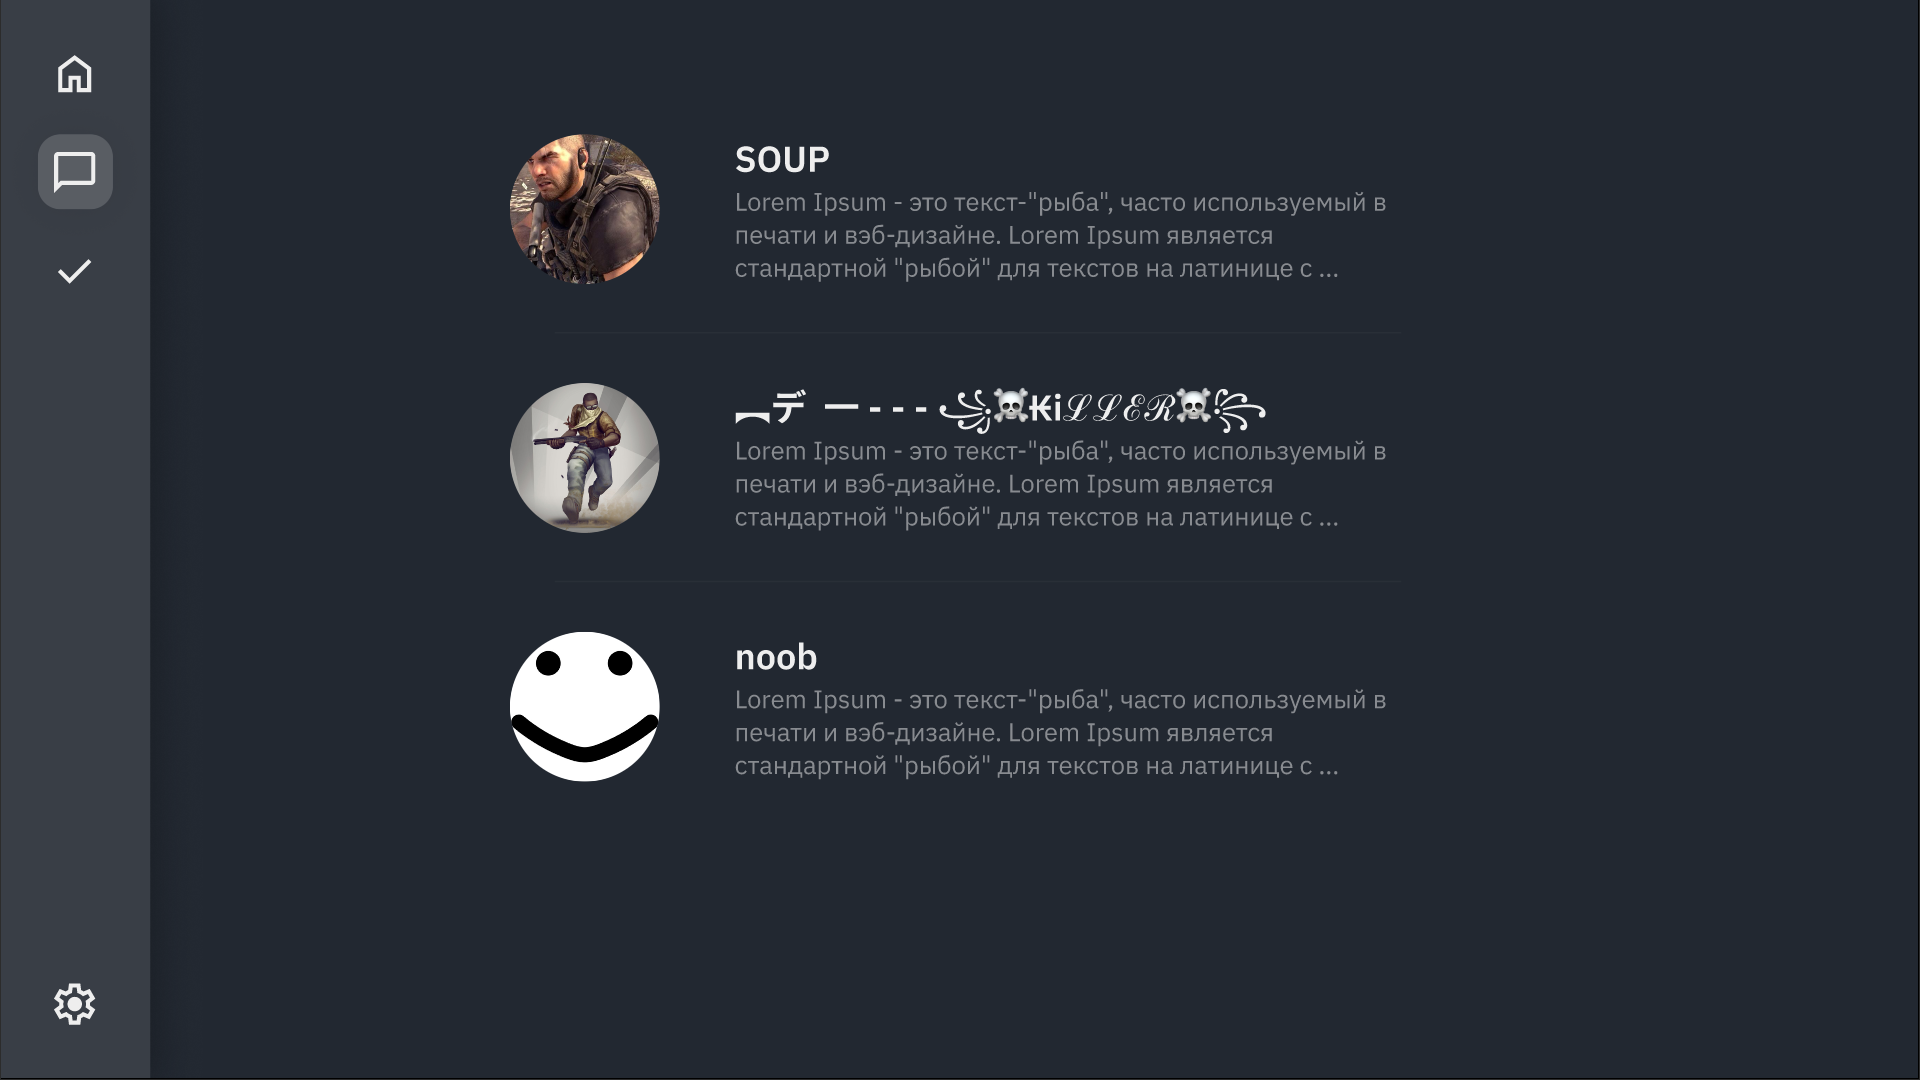 SOUP
Lorem Ipsum - это текст-"рыба", часто используемый в
печати и вэб-дизайне. Lorem Ipsum является
стандартной "рыбой" для текстов на латинице с ...
︻デ 一 - - - ꧁☠︎₭iℒℒℰℛ☠︎꧂
Lorem Ipsum - это текст-"рыба", часто используемый в
печати и вэб-дизайне. Lorem Ipsum является
стандартной "рыбой" для текстов на латинице с ...
noob
Lorem Ipsum - это текст-"рыба", часто используемый в
печати и вэб-дизайне. Lorem Ipsum является
стандартной "рыбой" для текстов на латинице с ...